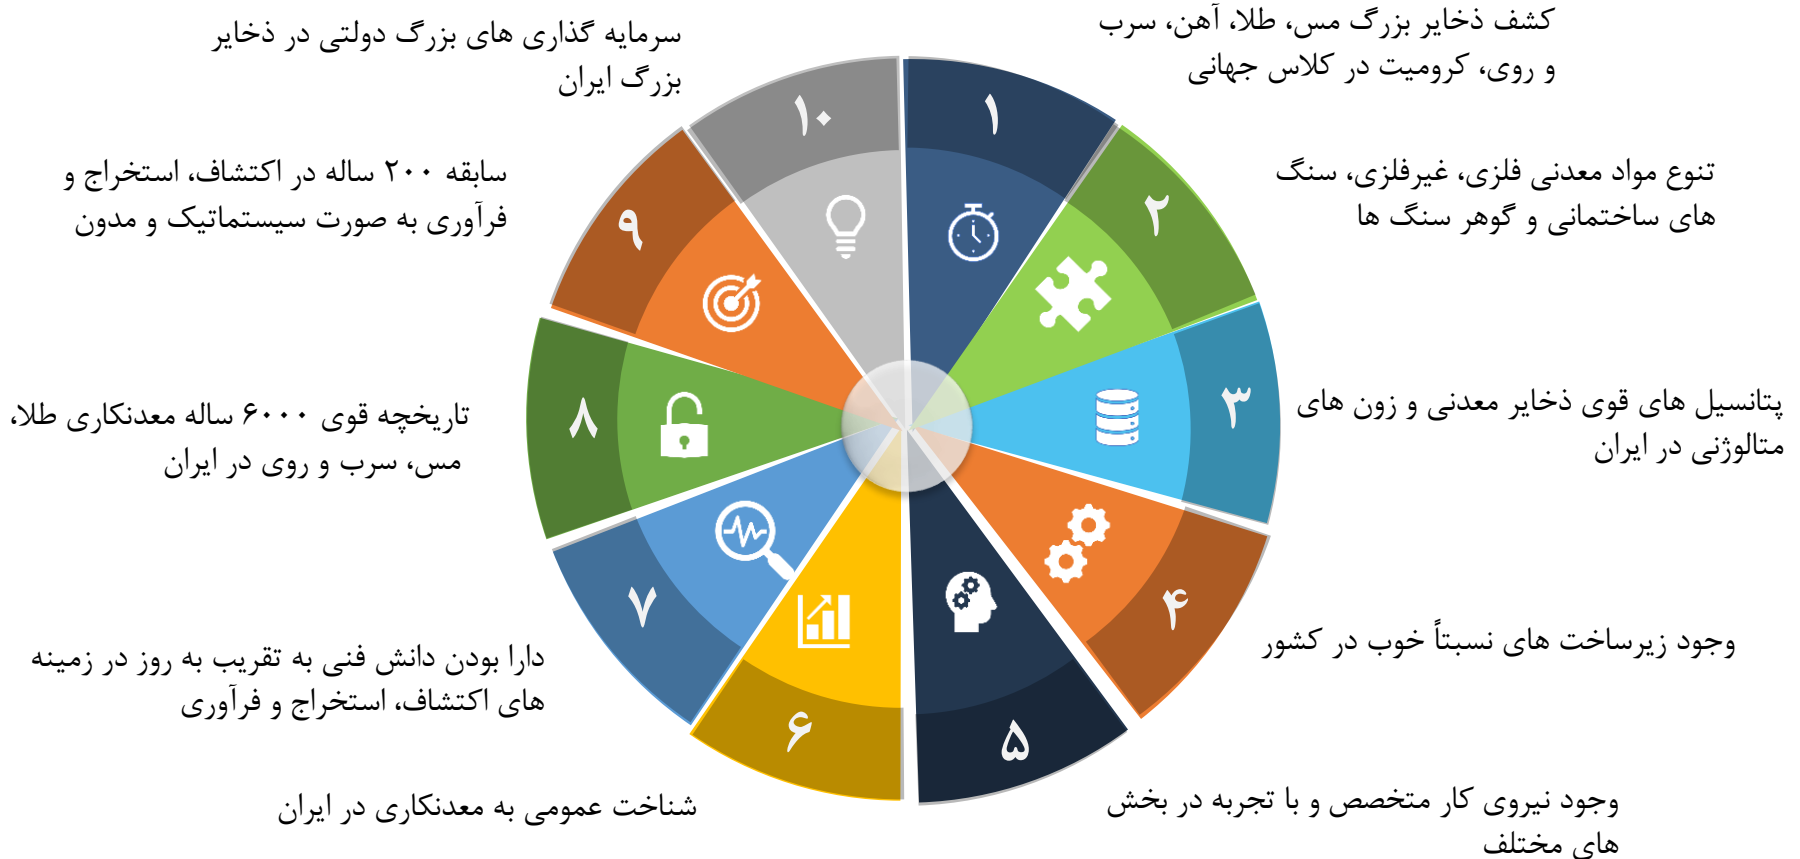 ۱
کشف ذخایر بزرگ مس، طلا، آهن، سرب
و روی، کرومیت در کلاس جهانی
۲
تنوع مواد معدنی فلزی، غیرفلزی، سنگ
های ساختمانی و گوهر سنگ ها
۳
پتانسیل های قوی ذخایر معدنی و زون های
متالوژنی در ایران
۴
وجود زیرساخت های نسبتاً خوب در کشور
۵
وجود نیروی کار متخصص و با تجربه در بخش
های مختلف
۶
شناخت عمومی به معدنکاری در ایران
۷
دارا بودن دانش فنی به تقریب به روز در زمینه
های اکتشاف، استخراج و فرآوری
۸
تاریخچه قوی ۶۰۰۰ ساله معدنکاری طلا،
مس، سرب و روی در ایران
۹
سابقه ۲۰۰ ساله در اکتشاف، استخراج و
فرآوری به صورت سیستماتیک و مدون
۱۰
سرمایه گذاری های بزرگ دولتی در ذخایر
بزرگ ایران